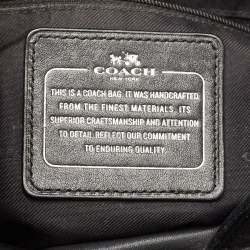 COACH
NEW YORK
THIS IS A COACH BAG. IT WAS HANDCRAFTED
FROM THE FINEST MATERIALS. ITS
SUPERIOR CRAFTSMANSHIP AND ATTENTION
TO DETAIL REFLECT OUR COMMITMENT
TO ENDURING QUALITY.